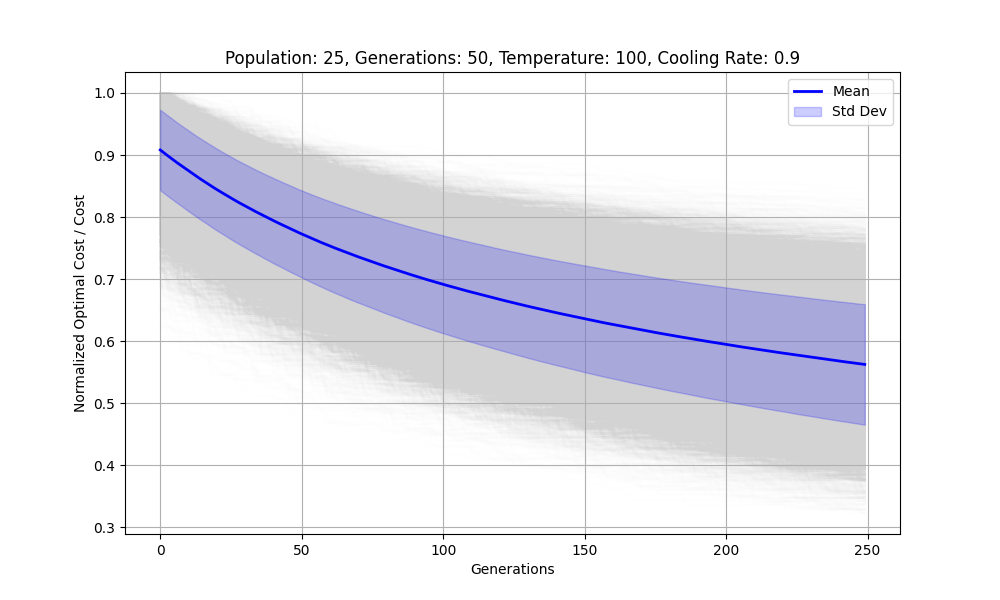 Population: 25, Generations: 50, Temperature: 100, Cooling Rate: 0.9
Mean
Std Dev
Normalized Optimal Cost / Cost
1.0
0.9
0.8
0.7
0.6
0.5
0.4
0.3
0 50 100 150 200 250
Generations